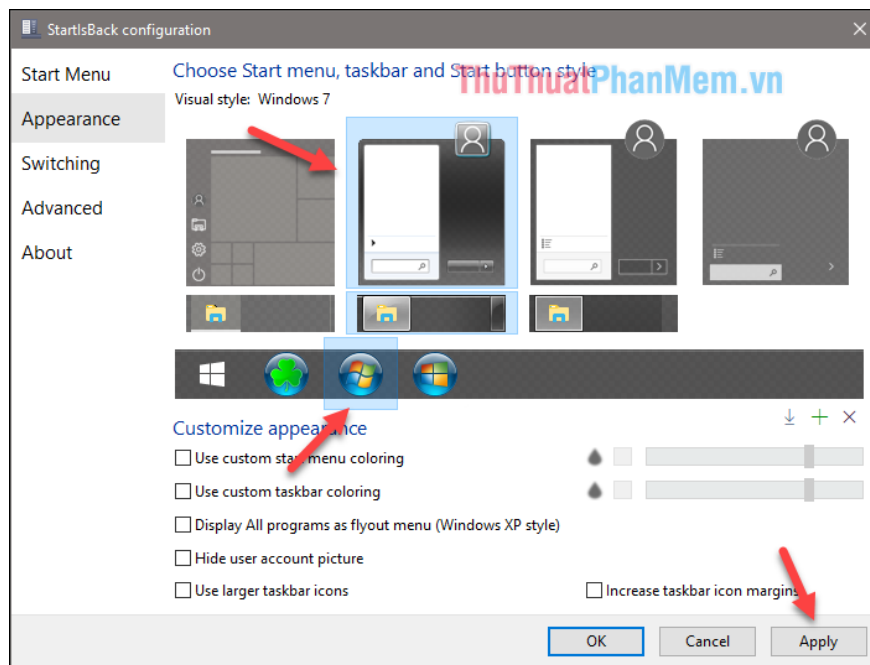 StartIsBack configuration
Start Menu
Appearance
Switching
Advanced
About
Choose Start menu, taskbar and Start button style
ThuThuatPhanMem.vn
Visual style: Windows 7
Customize appearance
Use custom start menu coloring
Use custom taskbar coloring
Display All programs as flyout menu (Windows XP style)
Hide user account picture
Use larger taskbar icons
Increase taskbar icon margins
OK
Cancel
Apply